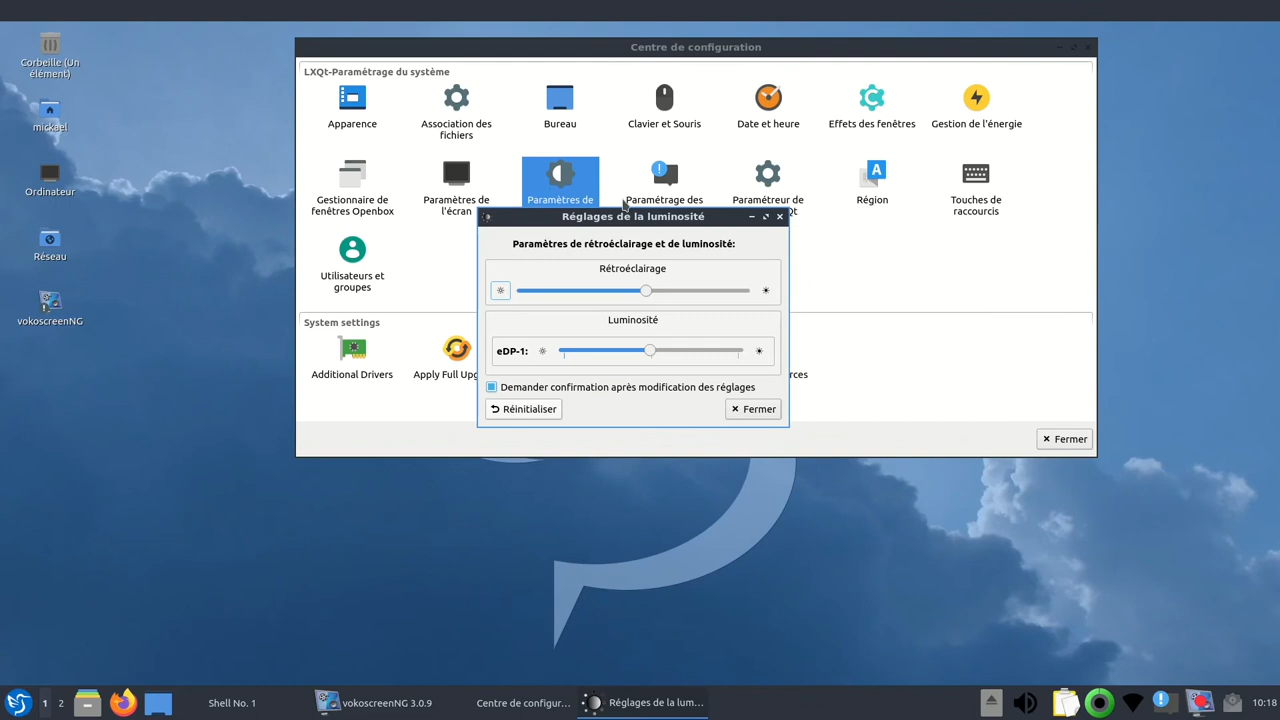 Corbeille (Un
élément)
mickael
Ordinateur
Réseau
vokoscreenNG
Centre de configuration
LXQt-Paramétrage du système
Apparence
Association des
fichiers
Bureau
Clavier et Souris
Date et heure
Effets des fenêtres
Gestion de l'énergie
Gestionnaire de
fenêtres Openbox
Paramètres de
l'écran
Paramètres de
Paramétrage des
Paramétreur de
Qt
Région
Touches de
raccourcis
Utilisateurs et
groupes
System settings
Additional Drivers
Apply Full Upg
rces
Fermer
Réglages de la luminosité
Paramètres de rétroéclairage et de luminosité:
Rétroéclairage
Luminosité
eDP-1:
Demander confirmation après modification des réglages
Réinitialiser
Fermer
1
2
Shell No. 1
vokoscreenNG 3.0.9
Centre de configur...
Réglages de la lum...
10:18